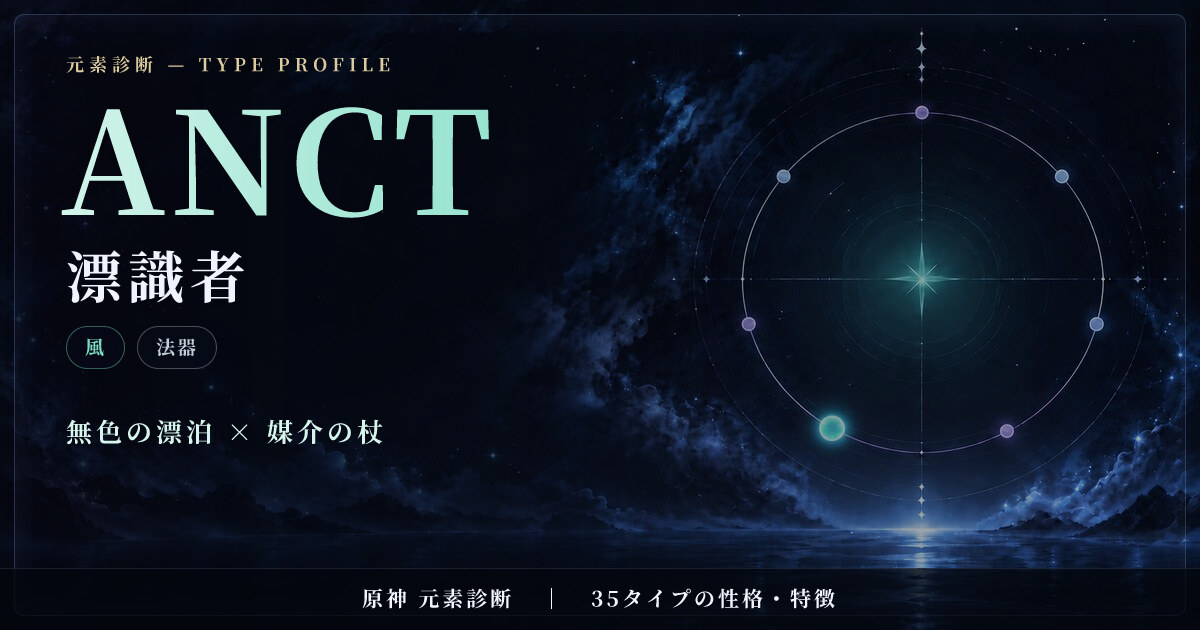 元素診断 — TYPE PROFILE
ANCT
漂識者
風 法器
無色の漂泊 × 媒介の杖
原神 元素診断 | 35タイプの性格・特徴